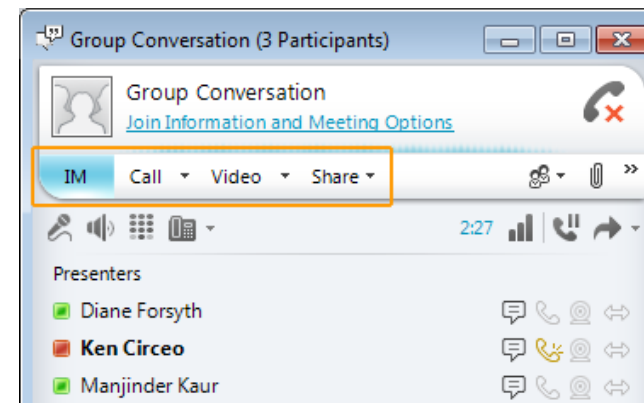 Group Conversation (3 Participants)
Group Conversation
Join Information and Meeting Options
IM Call Video Share
2:27
Presenters
Diane Forsyth
Ken Circeo
Manjinder Kaur